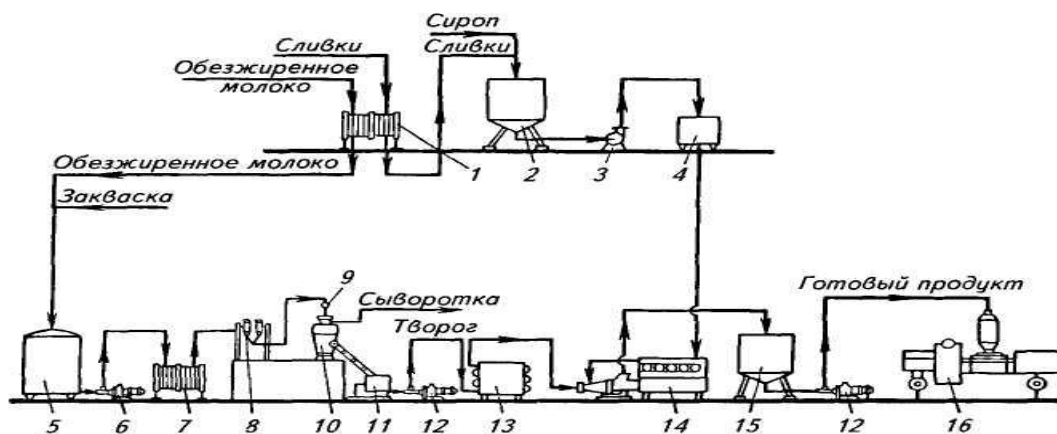 Сироп
Сливки
Сливки
Обезжиренное
молоко
1
2
3
4
Обезжиренное молоко
Закваска
9
Сыворотка
Творог
Готовый продукт
5
6
7
8
10
11
12
13
14
15
12
16